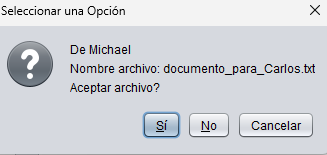 Seleccionar una Opción
De Michael
Nombre archivo: documento_para_Carlos.txt
Aceptar archivo?
Sí No Cancelar